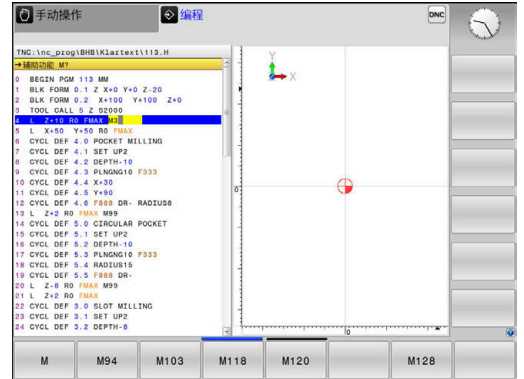 手动操作
编程
DNC
TNC:\nc_prog\BHB\Klartext\113.H
→辅助功能 M?
0 BEGIN PGM 113 MM
1 BLK FORM 0.1 Z X+0 Y+0 Z-20
2 BLK FORM 0.2 X+100 Y+100 Z+0
3 TOOL CALL 5 Z S2000
4 L Z+10 R0 FMAX M3
5 L X+50 Y+50 R0 FMAX
6 CYCL DEF 4.0 POCKET MILLING
7 CYCL DEF 4.1 SET UP2
8 CYCL DEF 4.2 DEPTH-10
9 CYCL DEF 4.3 PLNGNG10 F333
10 CYCL DEF 4.4 X+30
11 CYCL DEF 4.5 Y+90
12 CYCL DEF 4.6 F888 DR- RADIUS8
13 L Z+2 R0 FMAX M99
14 CYCL DEF 5.0 CIRCULAR POCKET
15 CYCL DEF 5.1 SET UP2
16 CYCL DEF 5.2 DEPTH-10
17 CYCL DEF 5.3 PLNGNG10 F333
18 CYCL DEF 5.4 RADIUS15
19 CYCL DEF 5.5 F888 DR-
20 L Z-8 R0 FMAX M99
21 L Z+2 R0 FMAX
22 CYCL DEF 3.0 SLOT MILLING
23 CYCL DEF 3.1 SET UP2
24 CYCL DEF 3.2 DEPTH-8
Y
X
0
0
M M94 M103 M118 M120 M128